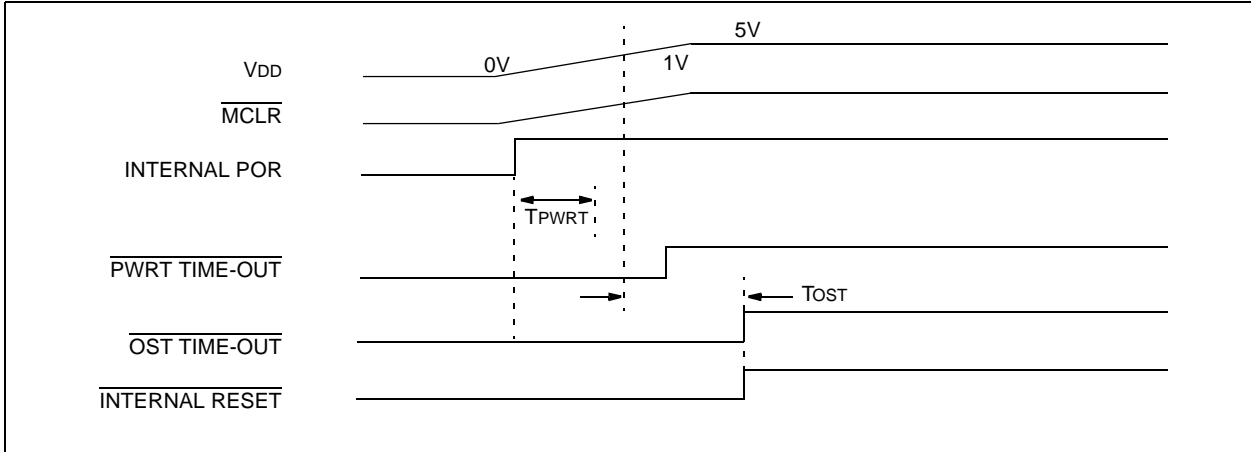 5V
0V
1V
VDD
MCLR
INTERNAL POR
TPWRT
PWRT TIME-OUT
TOST
OST TIME-OUT
INTERNAL RESET